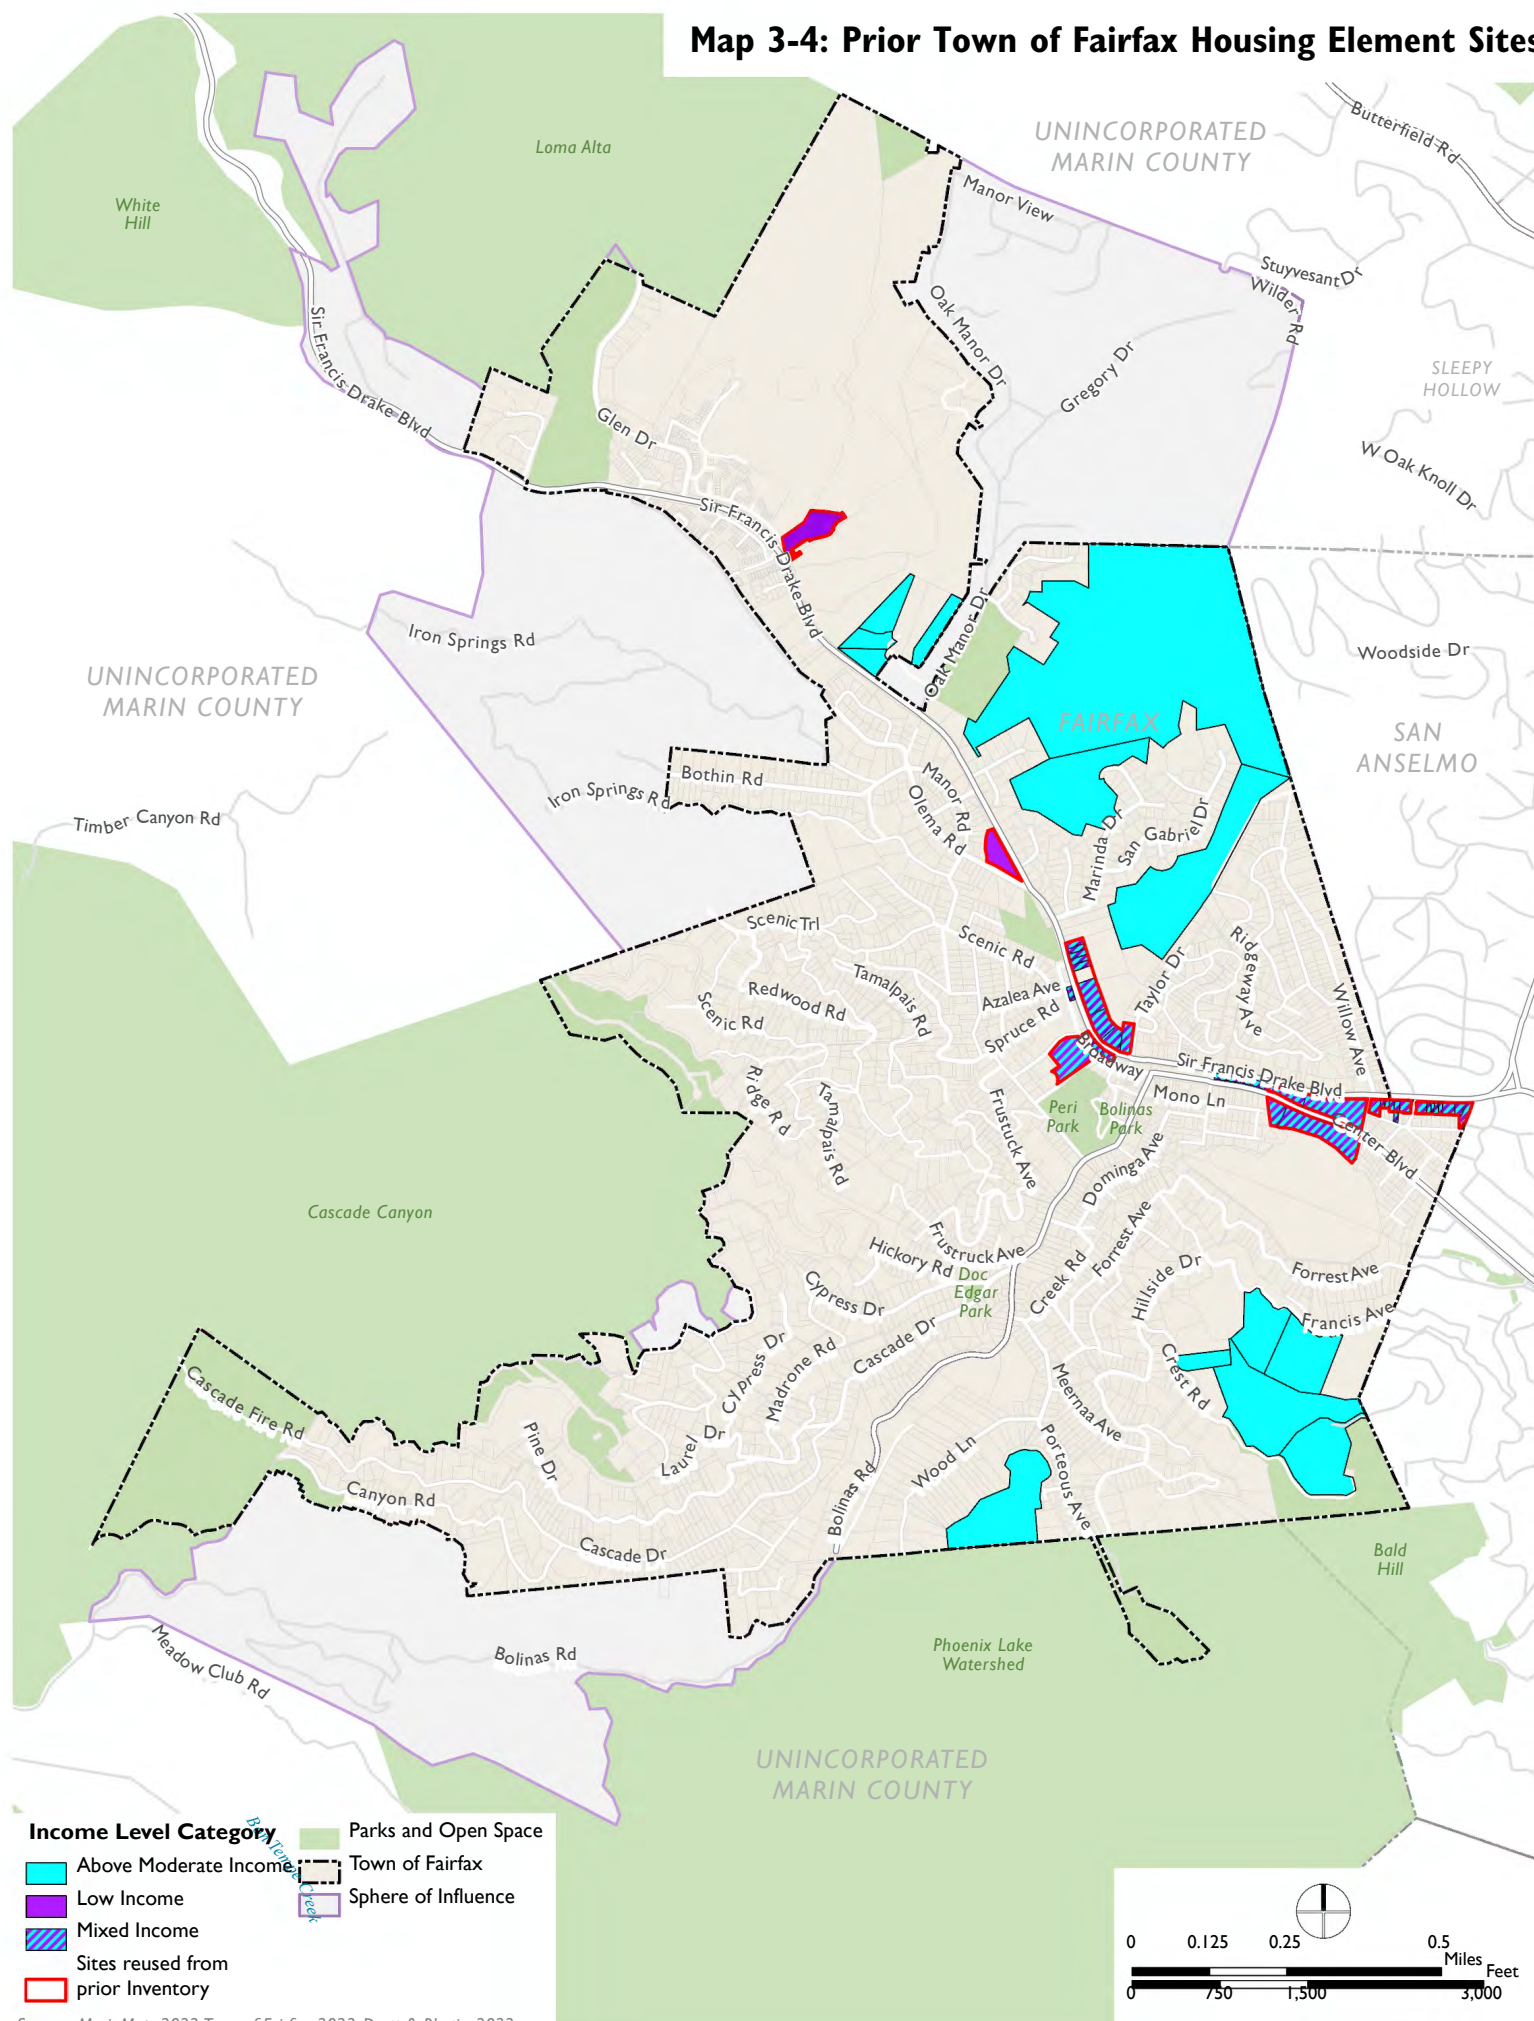 Map 3-4: Prior Town of Fairfax Housing Element Sites
UNINCORPORATED
MARIN COUNTY
Butterfield Rd
Loma Alta
White
Hill
Manor View
Stuyvesant Dr
Wilder Rd
Sir Francis Drake Blvd
Oak Manor Dr
Gregory Dr
SLEEPY
HOLLOW
Glen Dr
W Oak Knoll Dr
Sir Francis Drake Blvd
Iron Springs Rd
Oak Manor Dr
Woodside Dr
UNINCORPORATED
MARIN COUNTY
FAIRFAX
SAN
ANSELMO
Bothin Rd
Iron Springs Rd
Manor Rd
Olema Rd
Timber Canyon Rd
Marinda Dr
San Gabriel Dr
Scenic Trl
Scenic Rd
Ridgeway Ave
Taylor Dr
Tamalpais Rd
Redwood Rd
Azalea Ave
Scenic Rd
Spruce Rd
Willow Ave
Broadway
Sir Francis Drake Blvd
Mono Ln
Ridge Rd
Tamalpais Rd
Frustuck Ave
Peri
Park
Bolinas
Park
Center Blvd
Dominga Ave
Cascade Canyon
Frustruck Ave
Hickory Rd
Forrest Ave
Creek Rd
Doc
Edgar
Park
Hillside Dr
Forrest Ave
Cypress Dr
Francis Ave
Cascade Dr
Cypress Dr
Madrone Rd
Crest Rd
Cascade Fire Rd
Meernaa Ave
Pine Dr
Laurel Dr
Wood Ln
Porteous Ave
Canyon Rd
Bolinas Rd
Cascade Dr
Bald
Hill
Meadow Club Rd
Bolinas Rd
Phoenix Lake
Watershed
UNINCORPORATED
MARIN COUNTY
Income Level Category
Above Moderate Income
Low Income
Mixed Income
Sites reused from
prior Inventory
Parks and Open Space
Town of Fairfax
Sphere of Influence
0 0.125 0.25 0.5
Miles
Feet
0 750 1,500 3,000